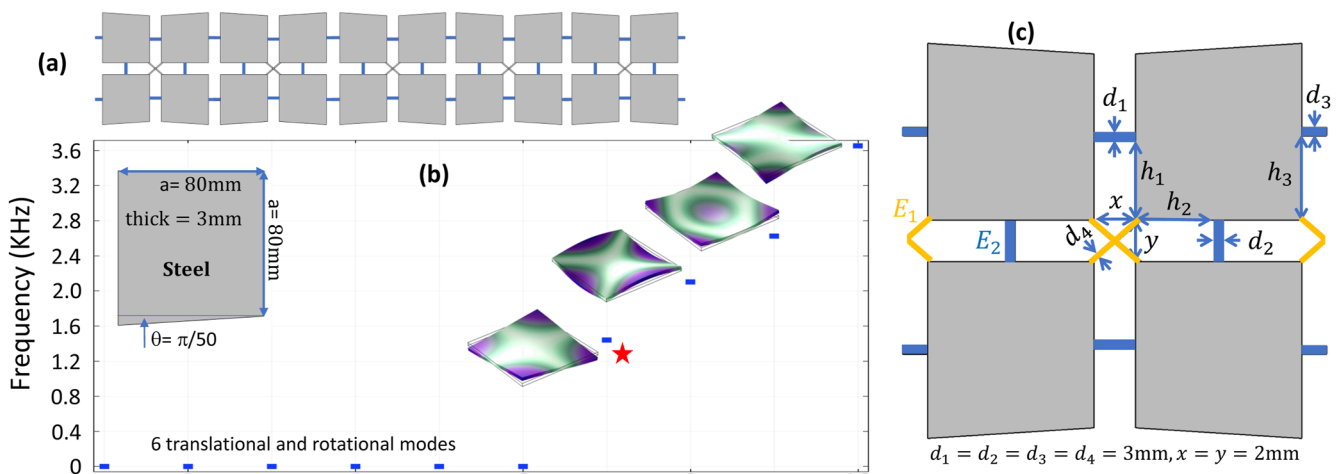 (a)
(b)
3.6
3.2
2.8
2.4
2.0
1.6
1.2
0.8
0.4
0
Frequency (KHz)
a= 80mm
thick = 3mm
a= 80mm
Steel
θ= π/50
6 translational and rotational modes
(c)
d₁
d₃
h₁
h₃
x
h₂
E₁
E₂
d₄
y
d₂
d₁ = d₂ = d₃ = d₄ = 3mm, x = y = 2mm